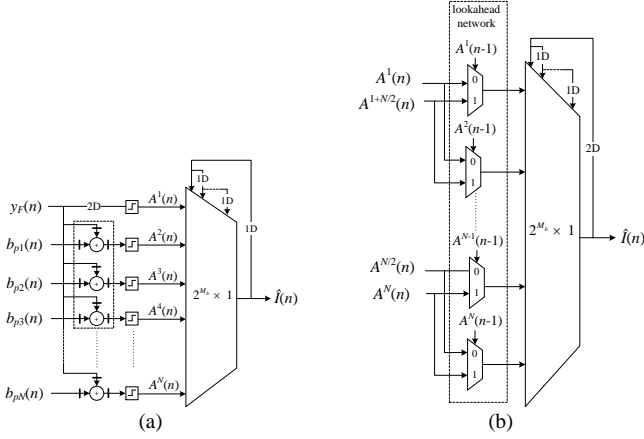 y_F(n)
2D
A^1(n)
b_{p1}(n)
+
A^2(n)
b_{p2}(n)
+
A^3(n)
b_{p3}(n)
+
A^4(n)
b_{pN}(n)
+
A^N(n)
1D
1D
1D
2^{M_h} × 1
Î(n)
(a)
lookahead
network
A^1(n-1)
A^1(n)
0
A^{1+N/2}(n)
1
A^2(n-1)
0
1
A^{N-1}(n-1)
A^{N/2}(n)
0
A^N(n)
1
A^N(n-1)
0
1
1D
1D
2D
2^{M_h} × 1
Î(n)
(b)